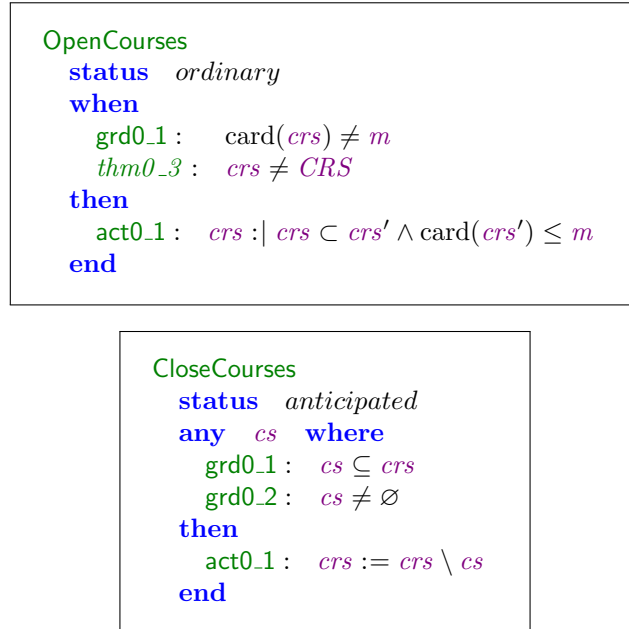 OpenCourses
status ordinary
when
grd0_1 : card(crs) ≠ m
thm0_3 : crs ≠ CRS
then
act0_1 : crs :| crs ⊂ crs′ ∧ card(crs′) ≤ m
end
CloseCourses
status anticipated
any cs where
grd0_1 : cs ⊆ crs
grd0_2 : cs ≠ ∅
then
act0_1 : crs := crs \ cs
end